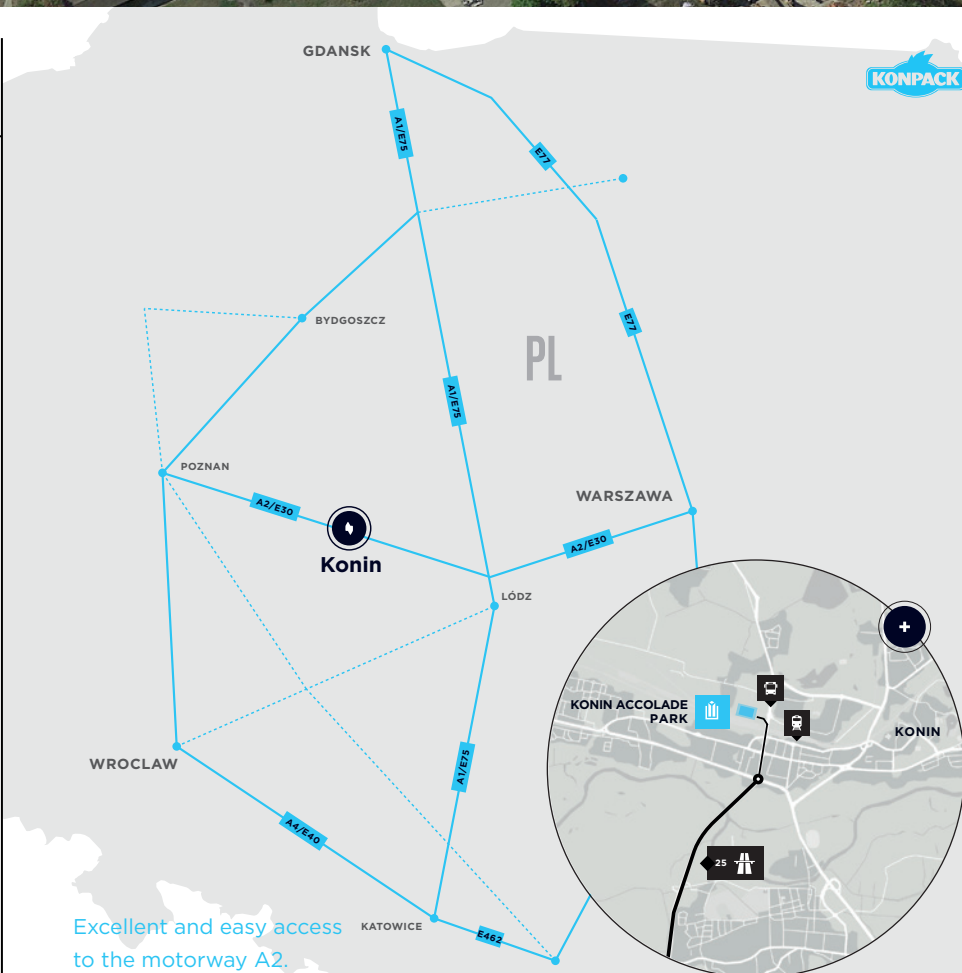 GDANSK
KONPACK
A1/E75
E77
E77
BYDGOSZCZ
PL
A1/E75
POZNAN
A2/E30
WARSZAWA
A2/E30
Konin
LÓDZ
+
KONIN ACCOLADE
PARK
KONIN
WROCLAW
A1/E75
A4/E40
25
KATOWICE
E462
Excellent and easy access
to the motorway A2.